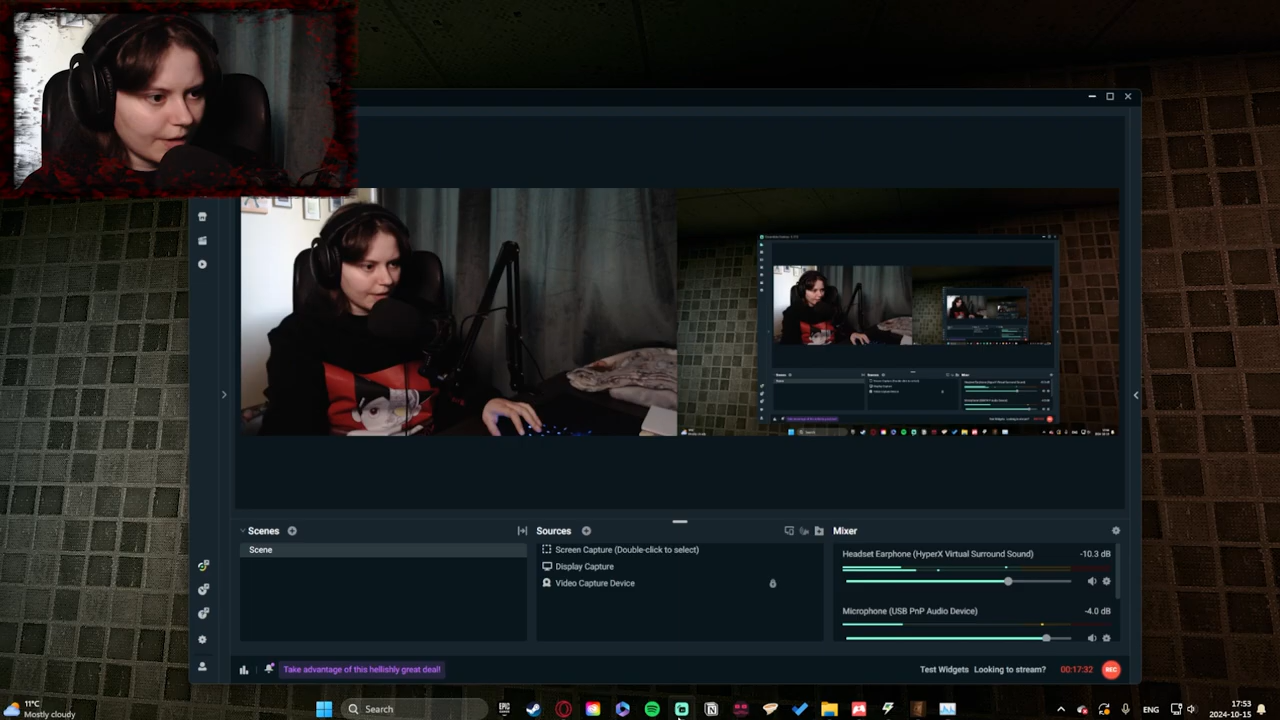 Scenes
Sources
Mixer
Scene
Screen Capture (Double-click to select)
Display Capture
Video Capture Device
Headset Earphone (HyperX Virtual Surround Sound)
-10.3 dB
Microphone (USB PnP Audio Device)
-4.0 dB
Take advantage of this hellishly great deal!
Test Widgets
Looking to stream?
00:17:32
REC
11°C
Mostly cloudy
Search
ENG
17:53
2024-10-15